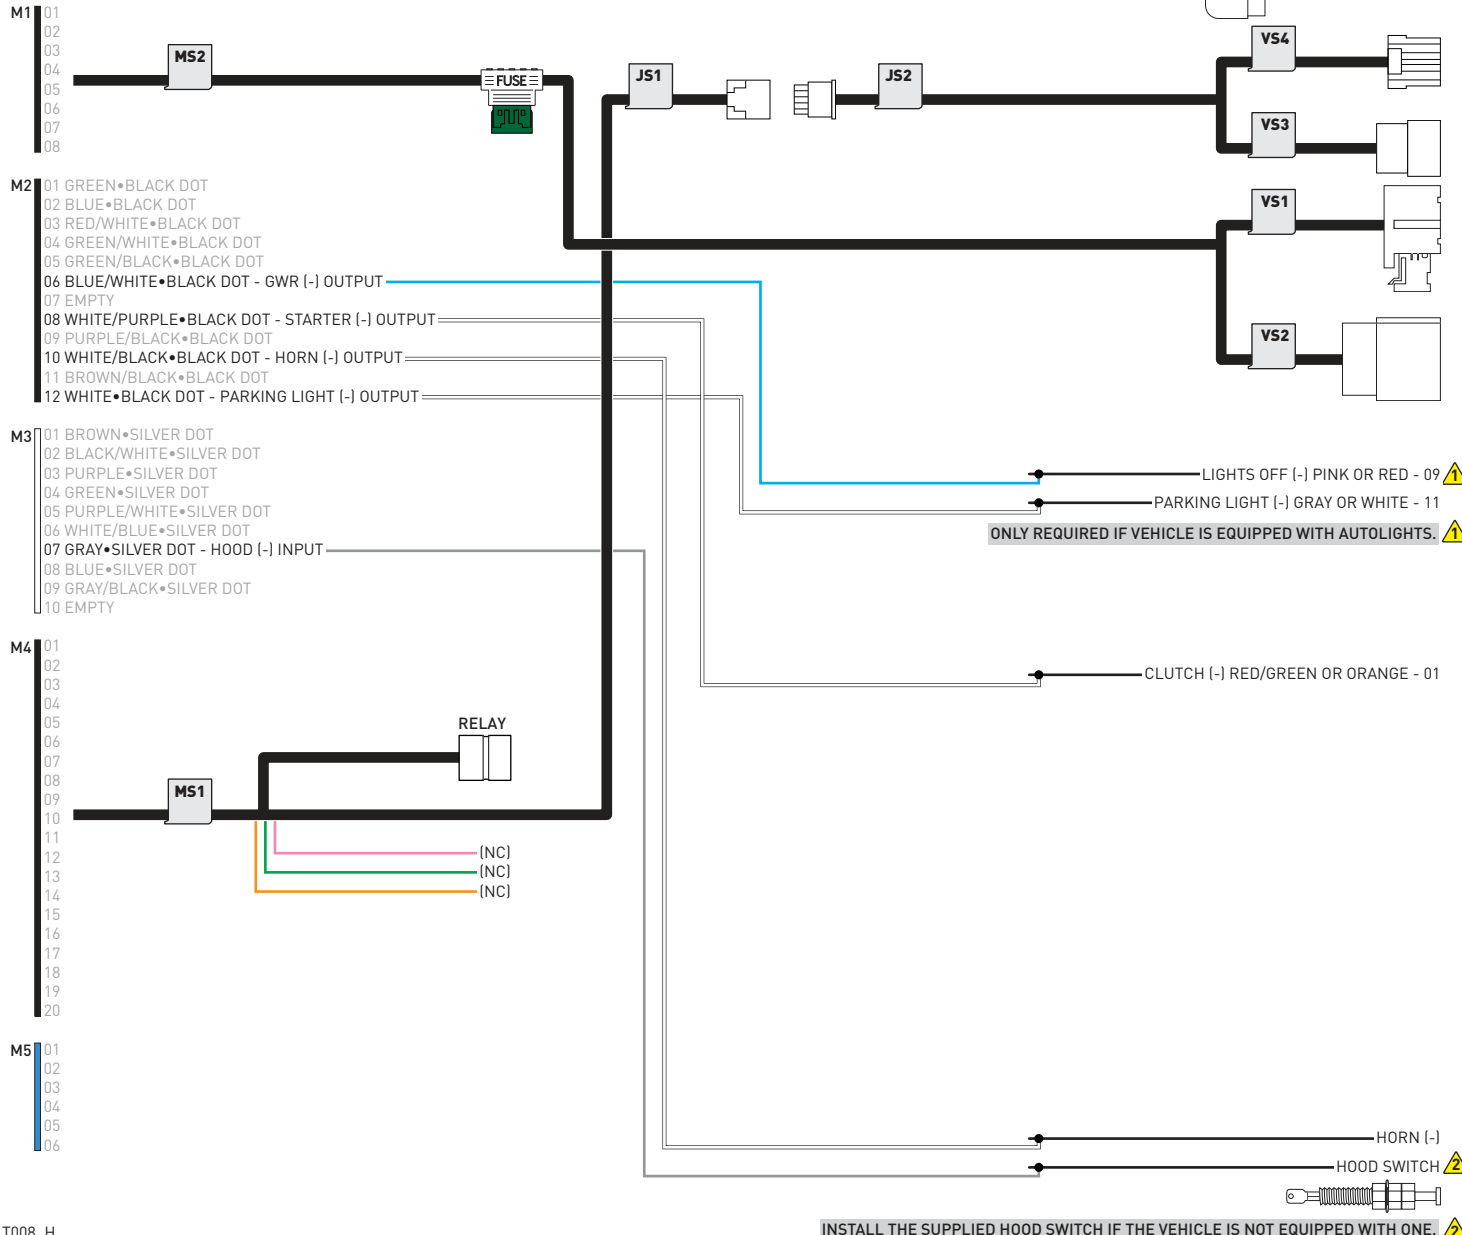 M1 01
02
03
04
05
06
07
08
MS2
FUSE
JS1
JS2
VS4
VS3
VS1
VS2
M2 01 GREEN•BLACK DOT
02 BLUE•BLACK DOT
03 RED/WHITE•BLACK DOT
04 GREEN/WHITE•BLACK DOT
05 GREEN/BLACK•BLACK DOT
06 BLUE/WHITE•BLACK DOT - GWR (-) OUTPUT
07 EMPTY
08 WHITE/PURPLE•BLACK DOT - STARTER (-) OUTPUT
09 PURPLE/BLACK•BLACK DOT
10 WHITE/BLACK•BLACK DOT - HORN (-) OUTPUT
11 BROWN/BLACK•BLACK DOT
12 WHITE•BLACK DOT - PARKING LIGHT (-) OUTPUT
M3 01 BROWN•SILVER DOT
02 BLACK/WHITE•SILVER DOT
03 PURPLE•SILVER DOT
04 GREEN•SILVER DOT
05 PURPLE/WHITE•SILVER DOT
06 WHITE/BLUE•SILVER DOT
07 GRAY•SILVER DOT - HOOD (-) INPUT
08 BLUE•SILVER DOT
09 GRAY/BLACK•SILVER DOT
10 EMPTY
LIGHTS OFF (-) PINK OR RED - 09 1
PARKING LIGHT (-) GRAY OR WHITE - 11
ONLY REQUIRED IF VEHICLE IS EQUIPPED WITH AUTOLIGHTS. 1
CLUTCH (-) RED/GREEN OR ORANGE - 01
M4 01
02
03
04
05
06
07
08
09
10
11
12
13
14
15
16
17
18
19
20
RELAY
MS1
(NC)
(NC)
(NC)
M5 01
02
03
04
05
06
HORN (-)
HOOD SWITCH 2
INSTALL THE SUPPLIED HOOD SWITCH IF THE VEHICLE IS NOT EQUIPPED WITH ONE. 2
T008_H